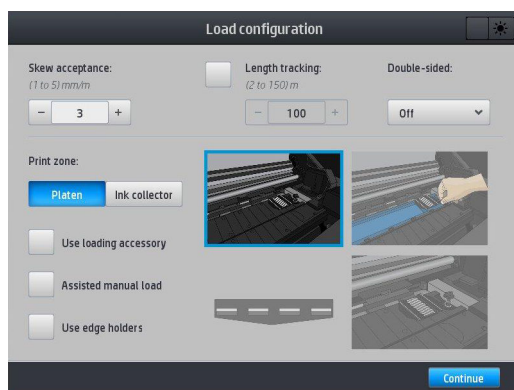 Load configuration
Skew acceptance:
(1 to 5) mm/m
- 3 +
Length tracking:
(2 to 150) m
- 100 +
Double-sided:
Off
Print zone:
Platen
Ink collector
Use loading accessory
Assisted manual load
Use edge holders
Continue